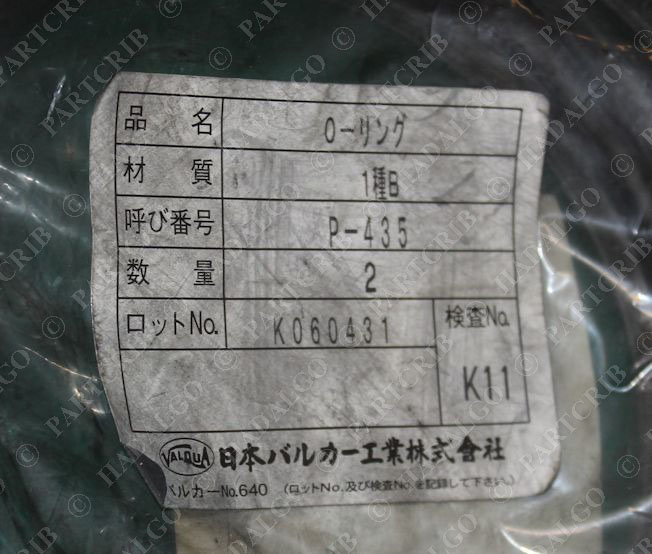 品 名 O-リング
材 質 1種B
呼び番号 P-435
数 量 2
ロットNo. K060431 検査No.
K11
VALQUA 日本バルカー工業株式會社
バルカーNo.640 (ロットNo.及び検査No.を記録して下さい。)
© PARTCRIB © HADALGO